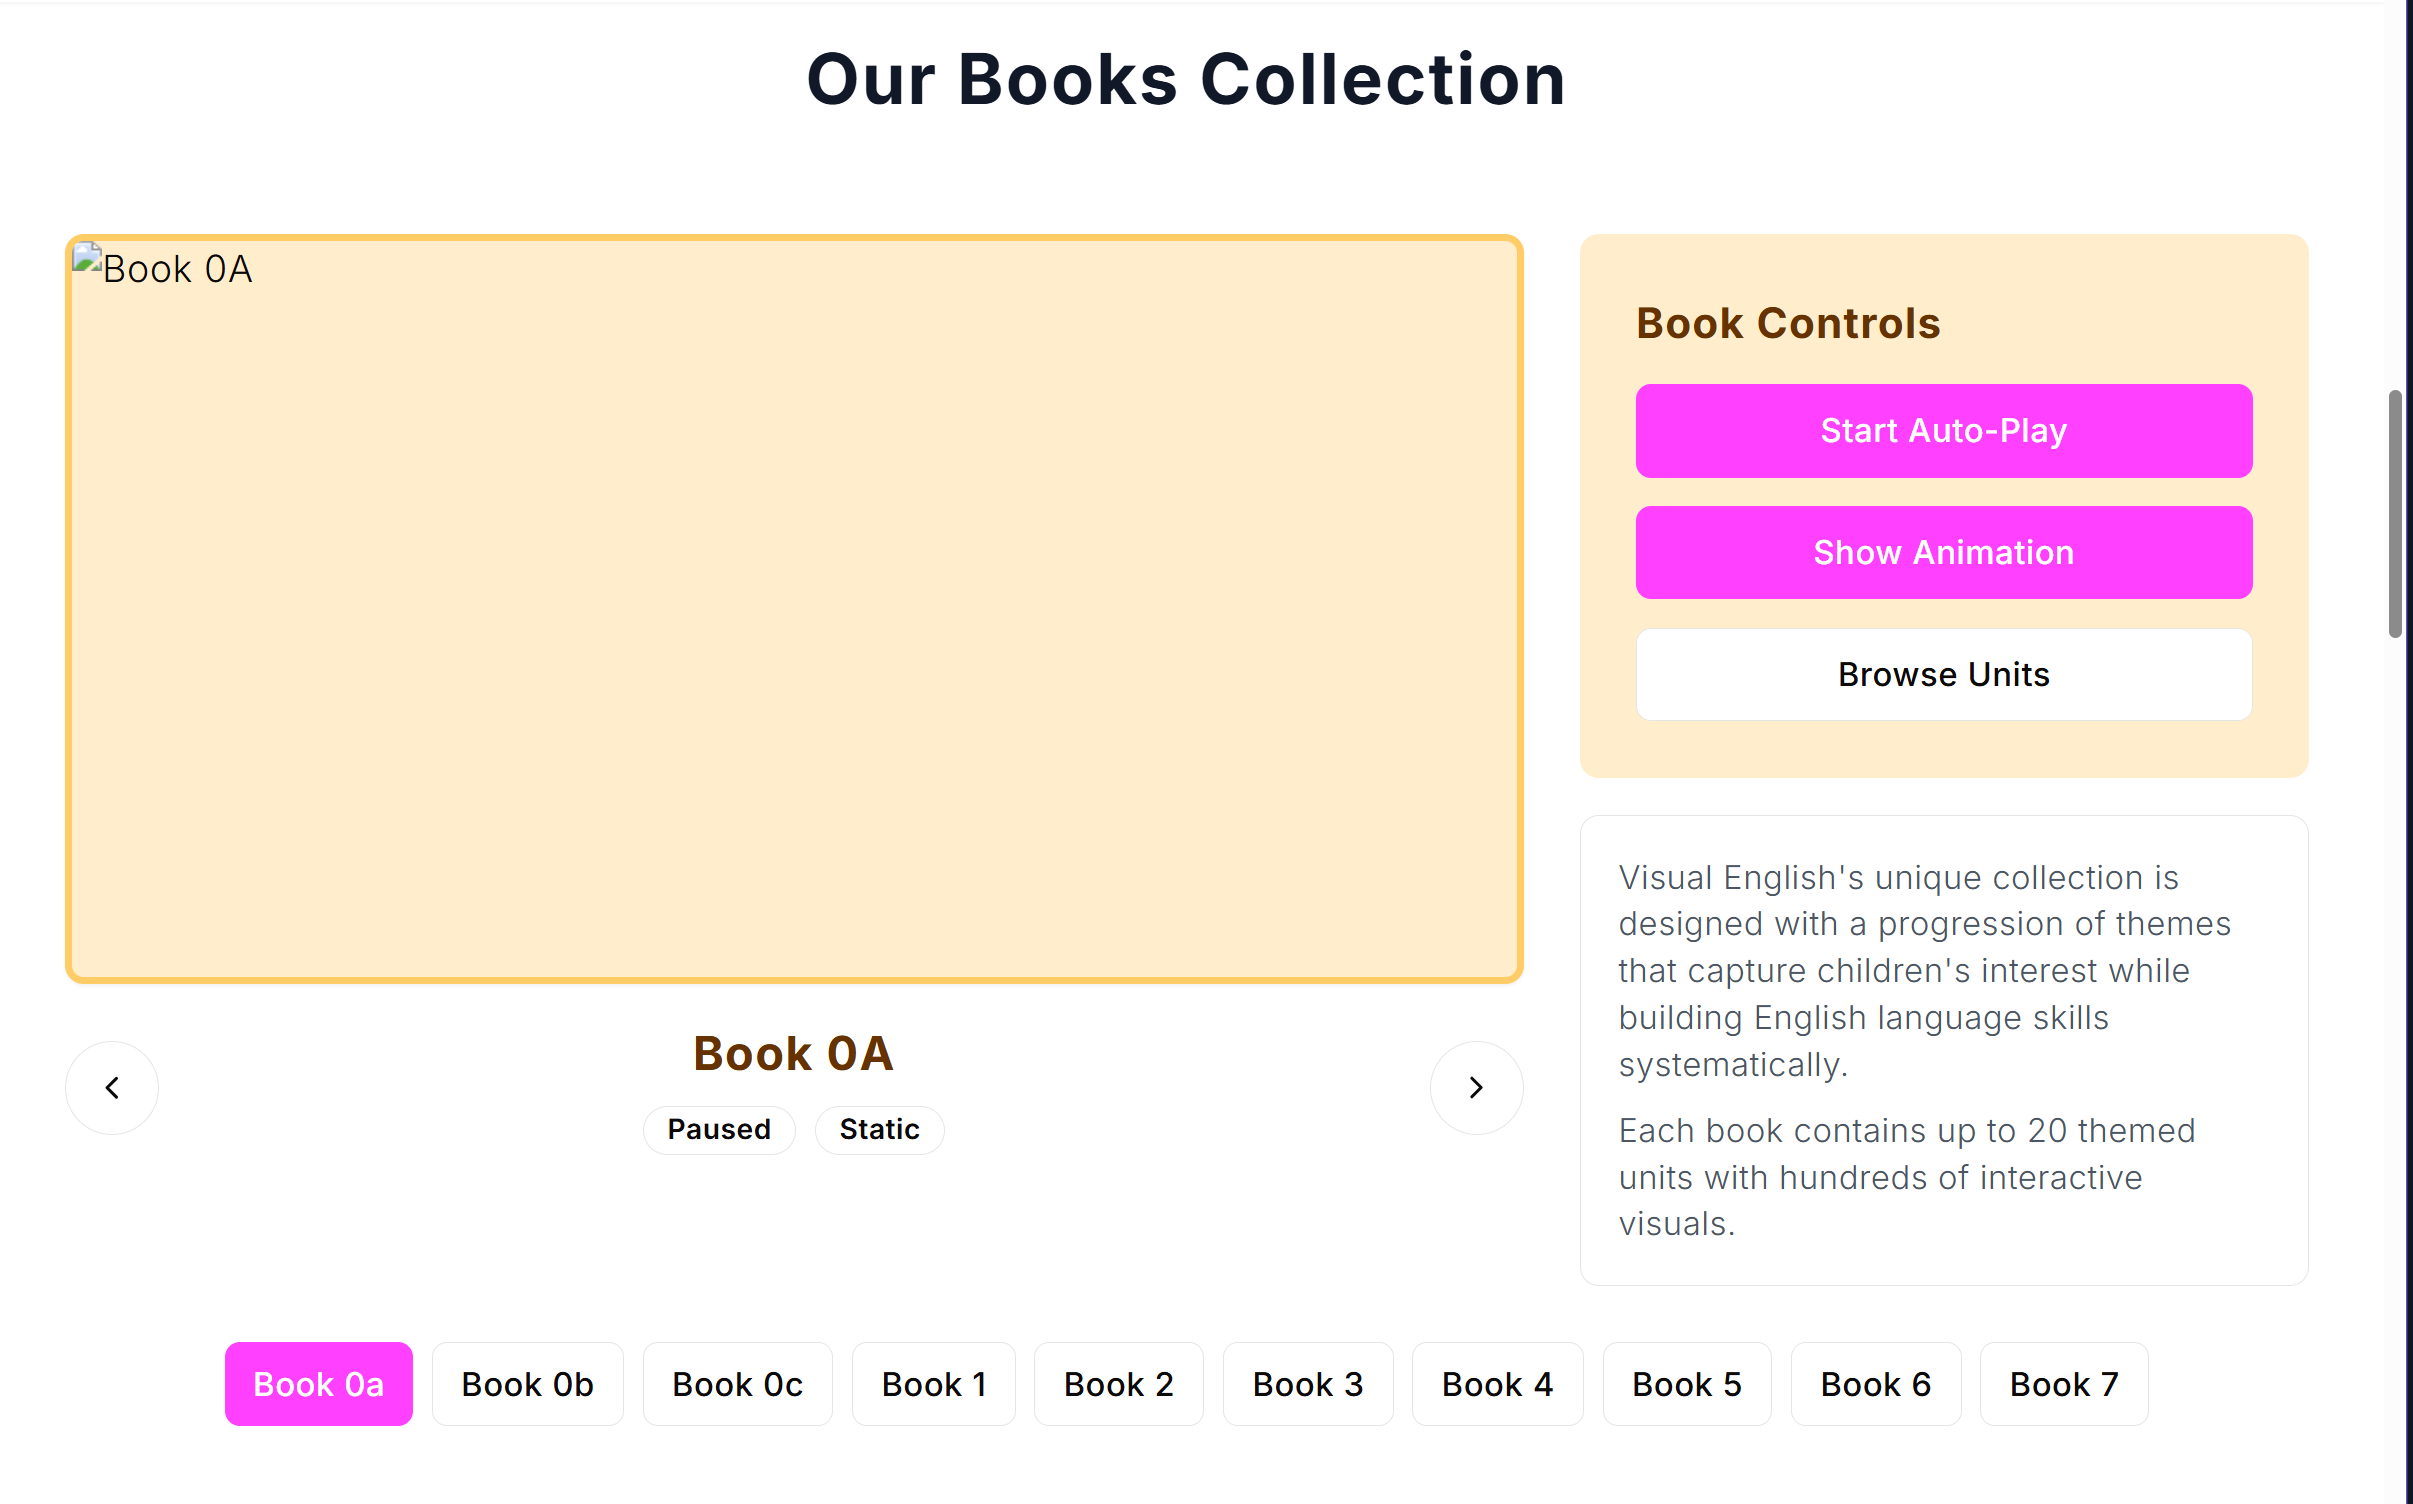 Our Books Collection
Book 0A
Book Controls
Start Auto-Play
Show Animation
Browse Units
Visual English's unique collection is
designed with a progression of themes
that capture children's interest while
building English language skills
systematically.
Each book contains up to 20 themed
units with hundreds of interactive
visuals.
Book 0A
Paused Static
Book 0a Book 0b Book 0c Book 1 Book 2 Book 3 Book 4 Book 5 Book 6 Book 7